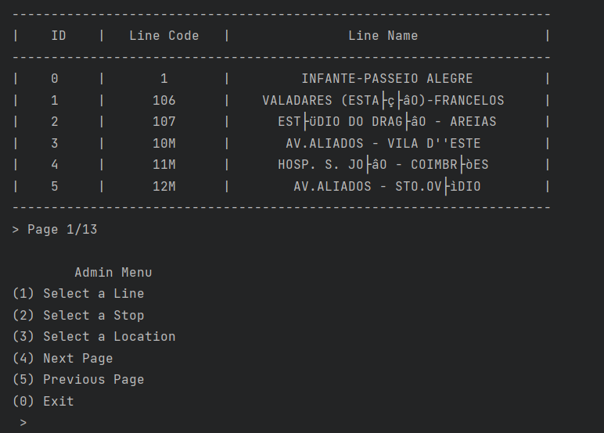 | ID | Line Code | Line Name |
| 0 | 1 | INFANTE-PASSEIO ALEGRE |
| 1 | 106 | VALADARES (ESTA├ç├âO)-FRANCELOS |
| 2 | 107 | EST├üDIO DO DRAG├âO - AREIAS |
| 3 | 10M | AV.ALIADOS - VILA D''ESTE |
| 4 | 11M | HOSP. S. JO├âO - COIMBR├òES |
| 5 | 12M | AV.ALIADOS - STO.OV├ìDIO |
> Page 1/13
Admin Menu
(1) Select a Line
(2) Select a Stop
(3) Select a Location
(4) Next Page
(5) Previous Page
(0) Exit
>